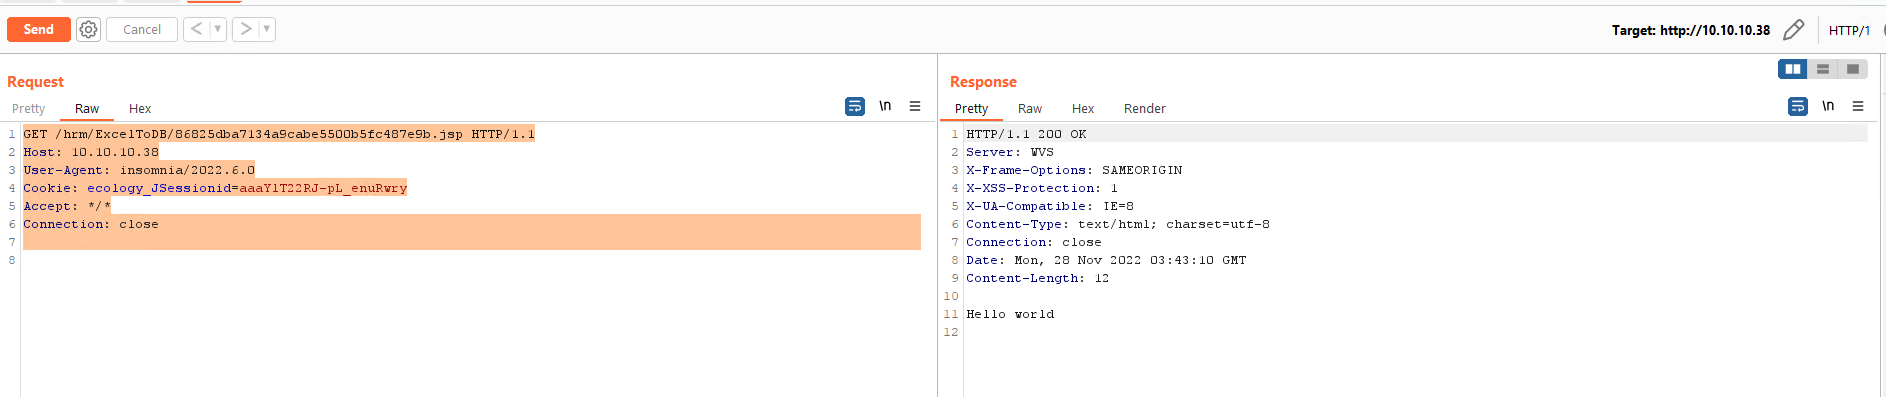 Send
Cancel
<
>
Target: http://10.10.10.38
HTTP/1
Request
Pretty
Raw
Hex
\n
1 GET /hrm/ExcelToDB/86825dba7134a9cabe5500b5fc487e9b.jsp HTTP/1.1
2 Host: 10.10.10.38
3 User-Agent: insomnia/2022.6.0
4 Cookie: ecology_JSessionid=aaaYlT22RJ-pL_enuRwry
5 Accept: */*
6 Connection: close
7
8
Response
Pretty
Raw
Hex
Render
\n
1 HTTP/1.1 200 OK
2 Server: WVS
3 X-Frame-Options: SAMEORIGIN
4 X-XSS-Protection: 1
5 X-UA-Compatible: IE=8
6 Content-Type: text/html; charset=utf-8
7 Connection: close
8 Date: Mon, 28 Nov 2022 03:43:10 GMT
9 Content-Length: 12
10
11 Hello world
12